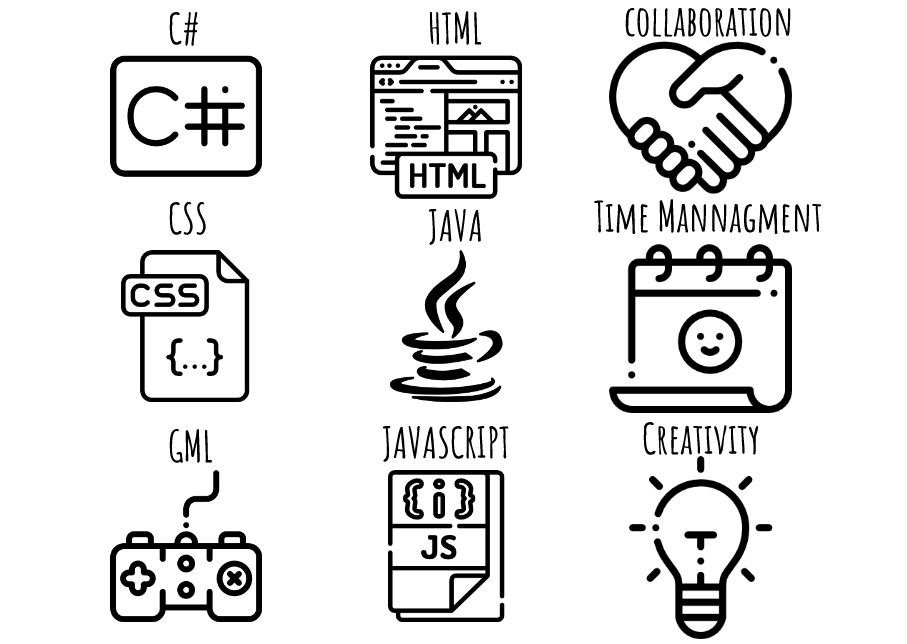 C#
HTML
COLLABORATION
C#
HTML
CSS
JAVA
TIME MANNAGMENT
CSS
{...}
GML
JAVASCRIPT
CREATIVITY
{i}
JS